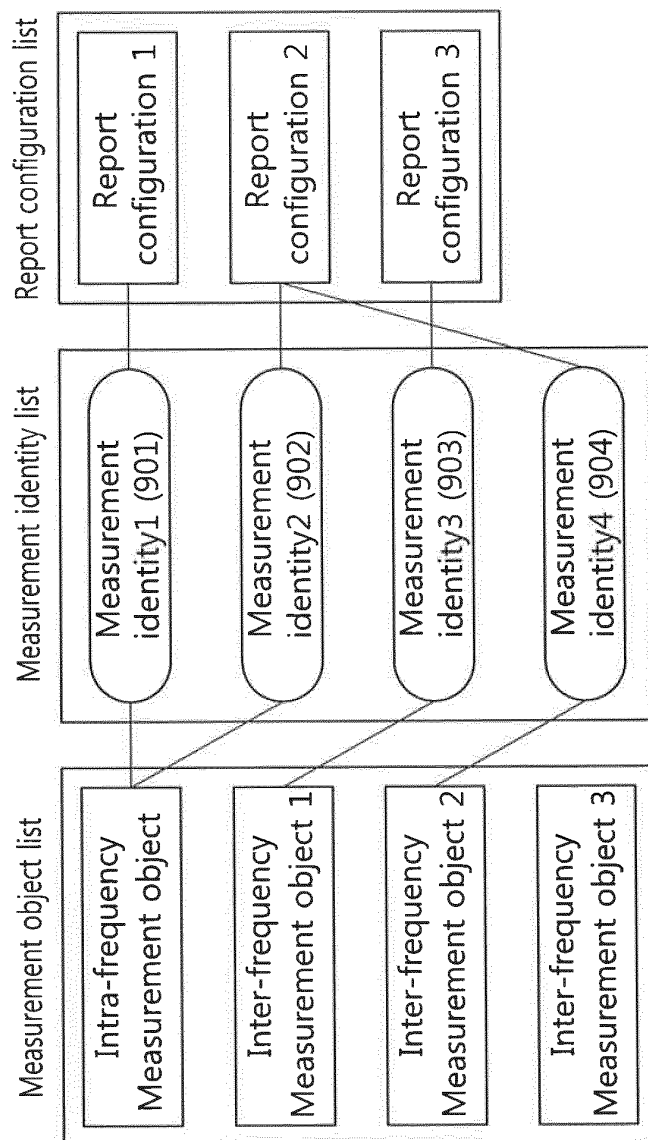 Measurement object list
Intra-frequency
Measurement object
Inter-frequency
Measurement object 1
Inter-frequency
Measurement object 2
Inter-frequency
Measurement object 3
Measurement identity list
Measurement
identity1 (901)
Measurement
identity2 (902)
Measurement
identity3 (903)
Measurement
identity4 (904)
Report configuration list
Report
configuration 1
Report
configuration 2
Report
configuration 3